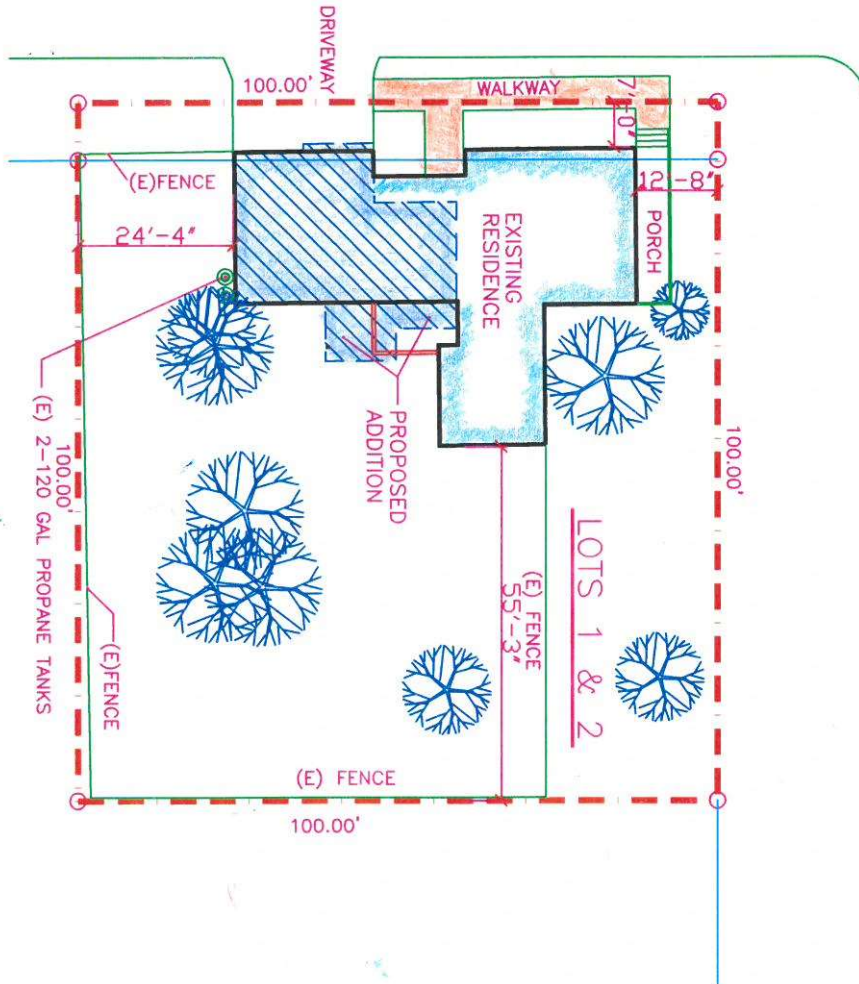 DRIVEWAY
100.00'
WALKWAY
7'-0"
(E)FENCE
12'-8"
24'-4"
EXISTING
RESIDENCE
PORCH
PROPOSED
ADDITION
100.00'
(E) 2-120 GAL PROPANE TANKS
100.00'
LOTS 1 & 2
(E) FENCE
55'-3"
(E)FENCE
(E) FENCE
100.00'